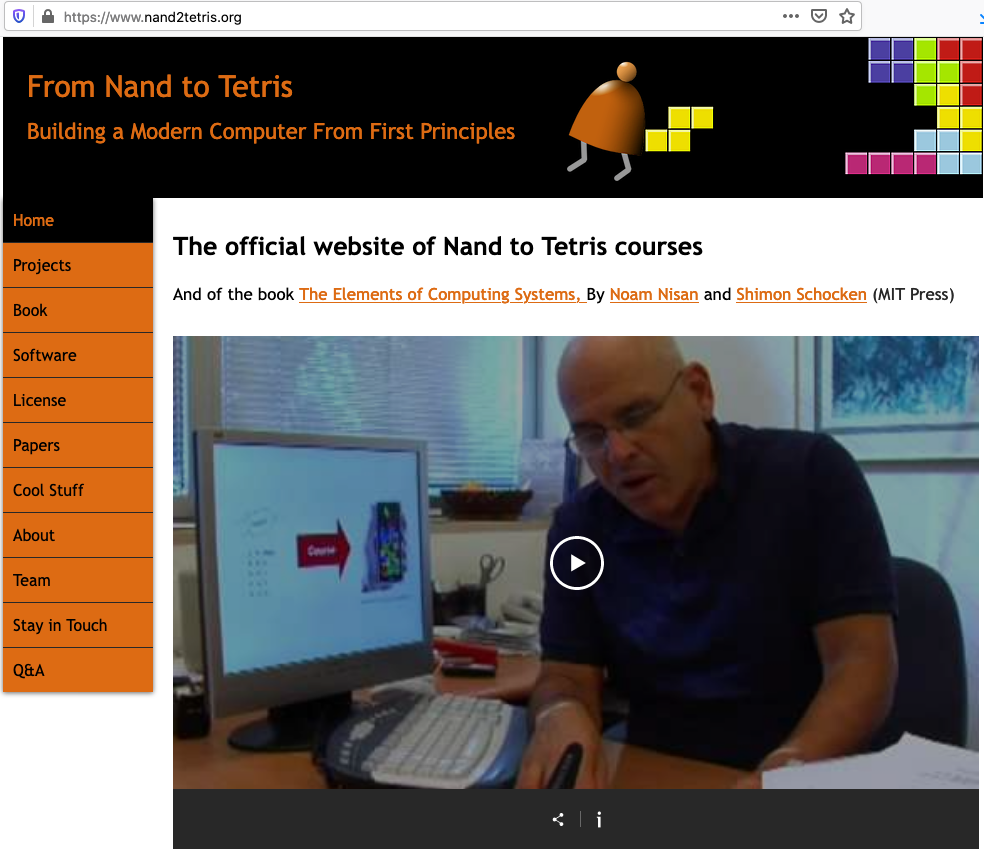 https://www.nand2tetris.org
From Nand to Tetris
Building a Modern Computer From First Principles
Home
Projects
Book
Software
License
Papers
Cool Stuff
About
Team
Stay in Touch
Q&A
The official website of Nand to Tetris courses
And of the book The Elements of Computing Systems, By Noam Nisan and Shimon Schocken (MIT Press)
Course